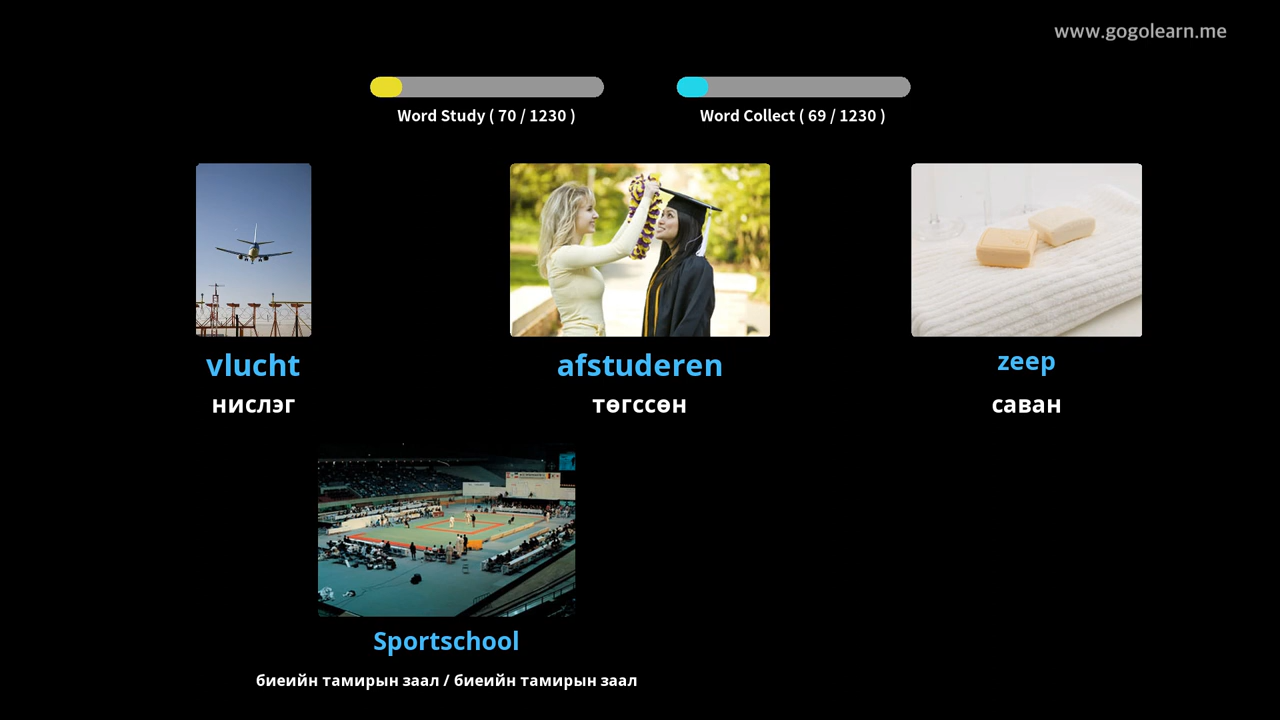 www.gogolearn.me
Word Study ( 70 / 1230 )
Word Collect ( 69 / 1230 )
vlucht
afstuderen
zeep
нислэг
төгссөн
саван
Sportschool
биеийн тамирын заал / биеийн тамирын заал